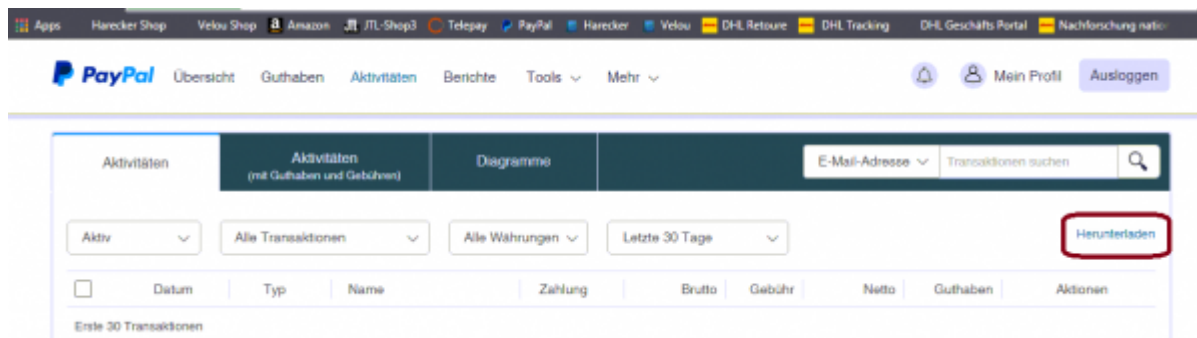 Apps Harecker Shop Velou Shop Amazon JTL-Shop3 Telepay PayPal Harecker Velou DHL Retoure DHL Tracking DHL Geschäfts Portal Nachforschung natio
PayPal Übersicht Guthaben Aktivitäten Berichte Tools Mehr Mein Profil Ausloggen
Aktivitäten Aktivitäten Diagramme E-Mail-Adresse Transaktionen suchen
(mit Guthaben und Gebühren)
Aktiv Alle Transaktionen Alle Währungen Letzte 30 Tage Herunterladen
Datum Typ Name Zahlung Brutto Gebühr Netto Guthaben Aktionen
Erste 30 Transaktionen